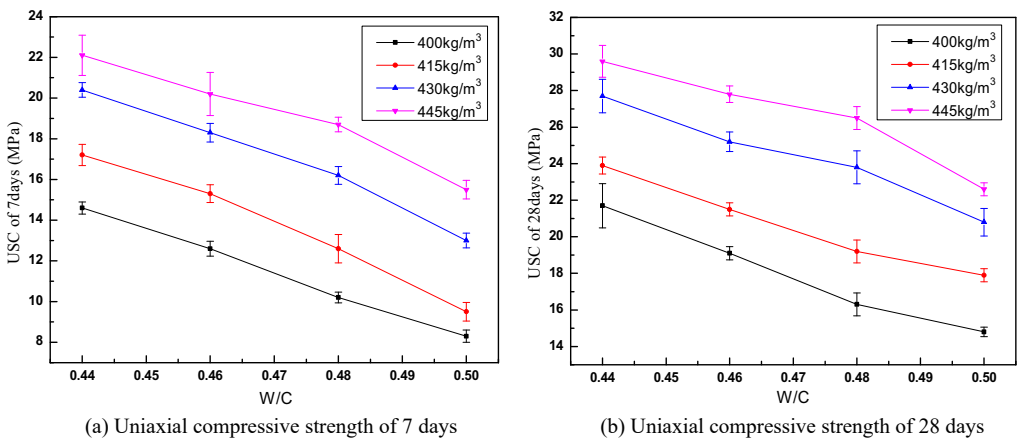 24
22
20
18
16
14
12
10
8
USC of 7days (MPa)
400kg/m³
415kg/m³
430kg/m³
445kg/m³
0.44 0.45 0.46 0.47 0.48 0.49 0.50
W/C
(a) Uniaxial compressive strength of 7 days
32
30
28
26
24
22
20
18
16
14
USC of 28days (MPa)
400kg/m³
415kg/m³
430kg/m³
445kg/m³
0.44 0.45 0.46 0.47 0.48 0.49 0.50
W/C
(b) Uniaxial compressive strength of 28 days